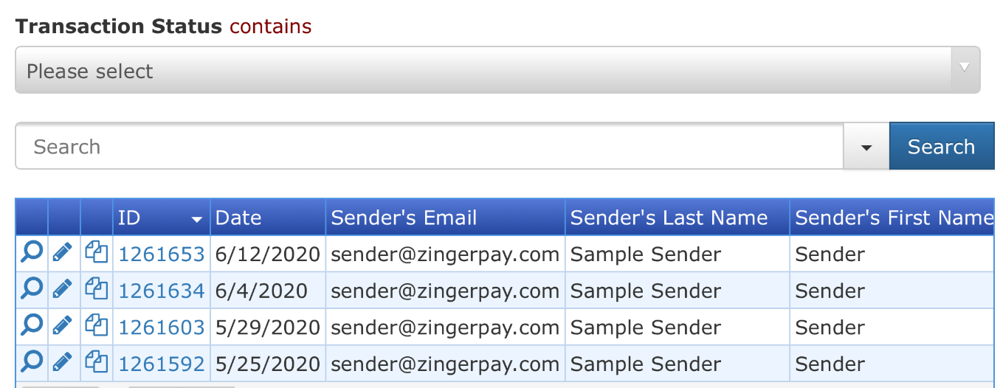 Transaction Status contains
Please select
Search Search
ID Date Sender's Email Sender's Last Name Sender's First Name
1261653 6/12/2020 sender@zingerpay.com Sample Sender Sender
1261634 6/4/2020 sender@zingerpay.com Sample Sender Sender
1261603 5/29/2020 sender@zingerpay.com Sample Sender Sender
1261592 5/25/2020 sender@zingerpay.com Sample Sender Sender